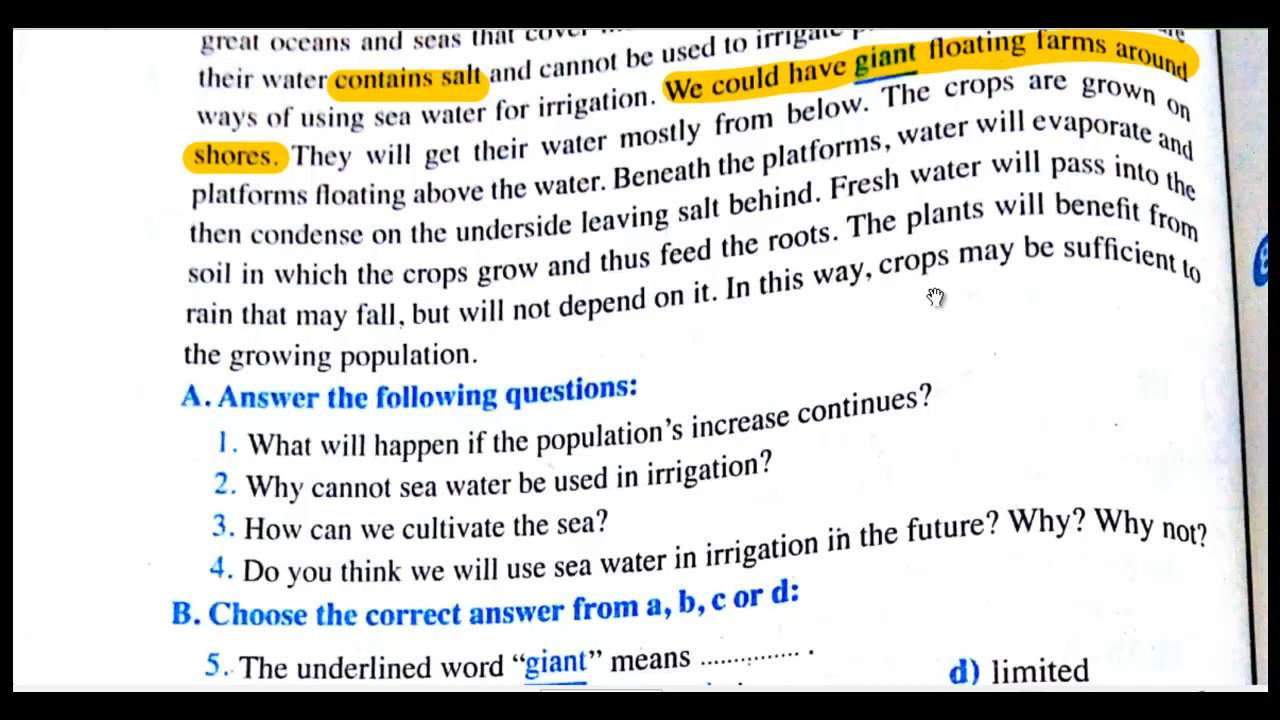 great oceans and seas that cover
their water contains salt and cannot be used to irrigate
ways of using sea water for irrigation. We could have giant floating farms around
shores. They will get their water mostly from below. The crops are grown on
platforms floating above the water. Beneath the platforms, water will evaporate and
then condense on the underside leaving salt behind. Fresh water will pass into the
soil in which the crops grow and thus feed the roots. The plants will benefit from
rain that may fall, but will not depend on it. In this way, crops may be sufficient to
the growing population.
A. Answer the following questions:
1. What will happen if the population's increase continues?
2. Why cannot sea water be used in irrigation?
3. How can we cultivate the sea?
4. Do you think we will use sea water in irrigation in the future? Why? Why not?
B. Choose the correct answer from a, b, c or d:
5. The underlined word “giant” means ............... .
d) limited